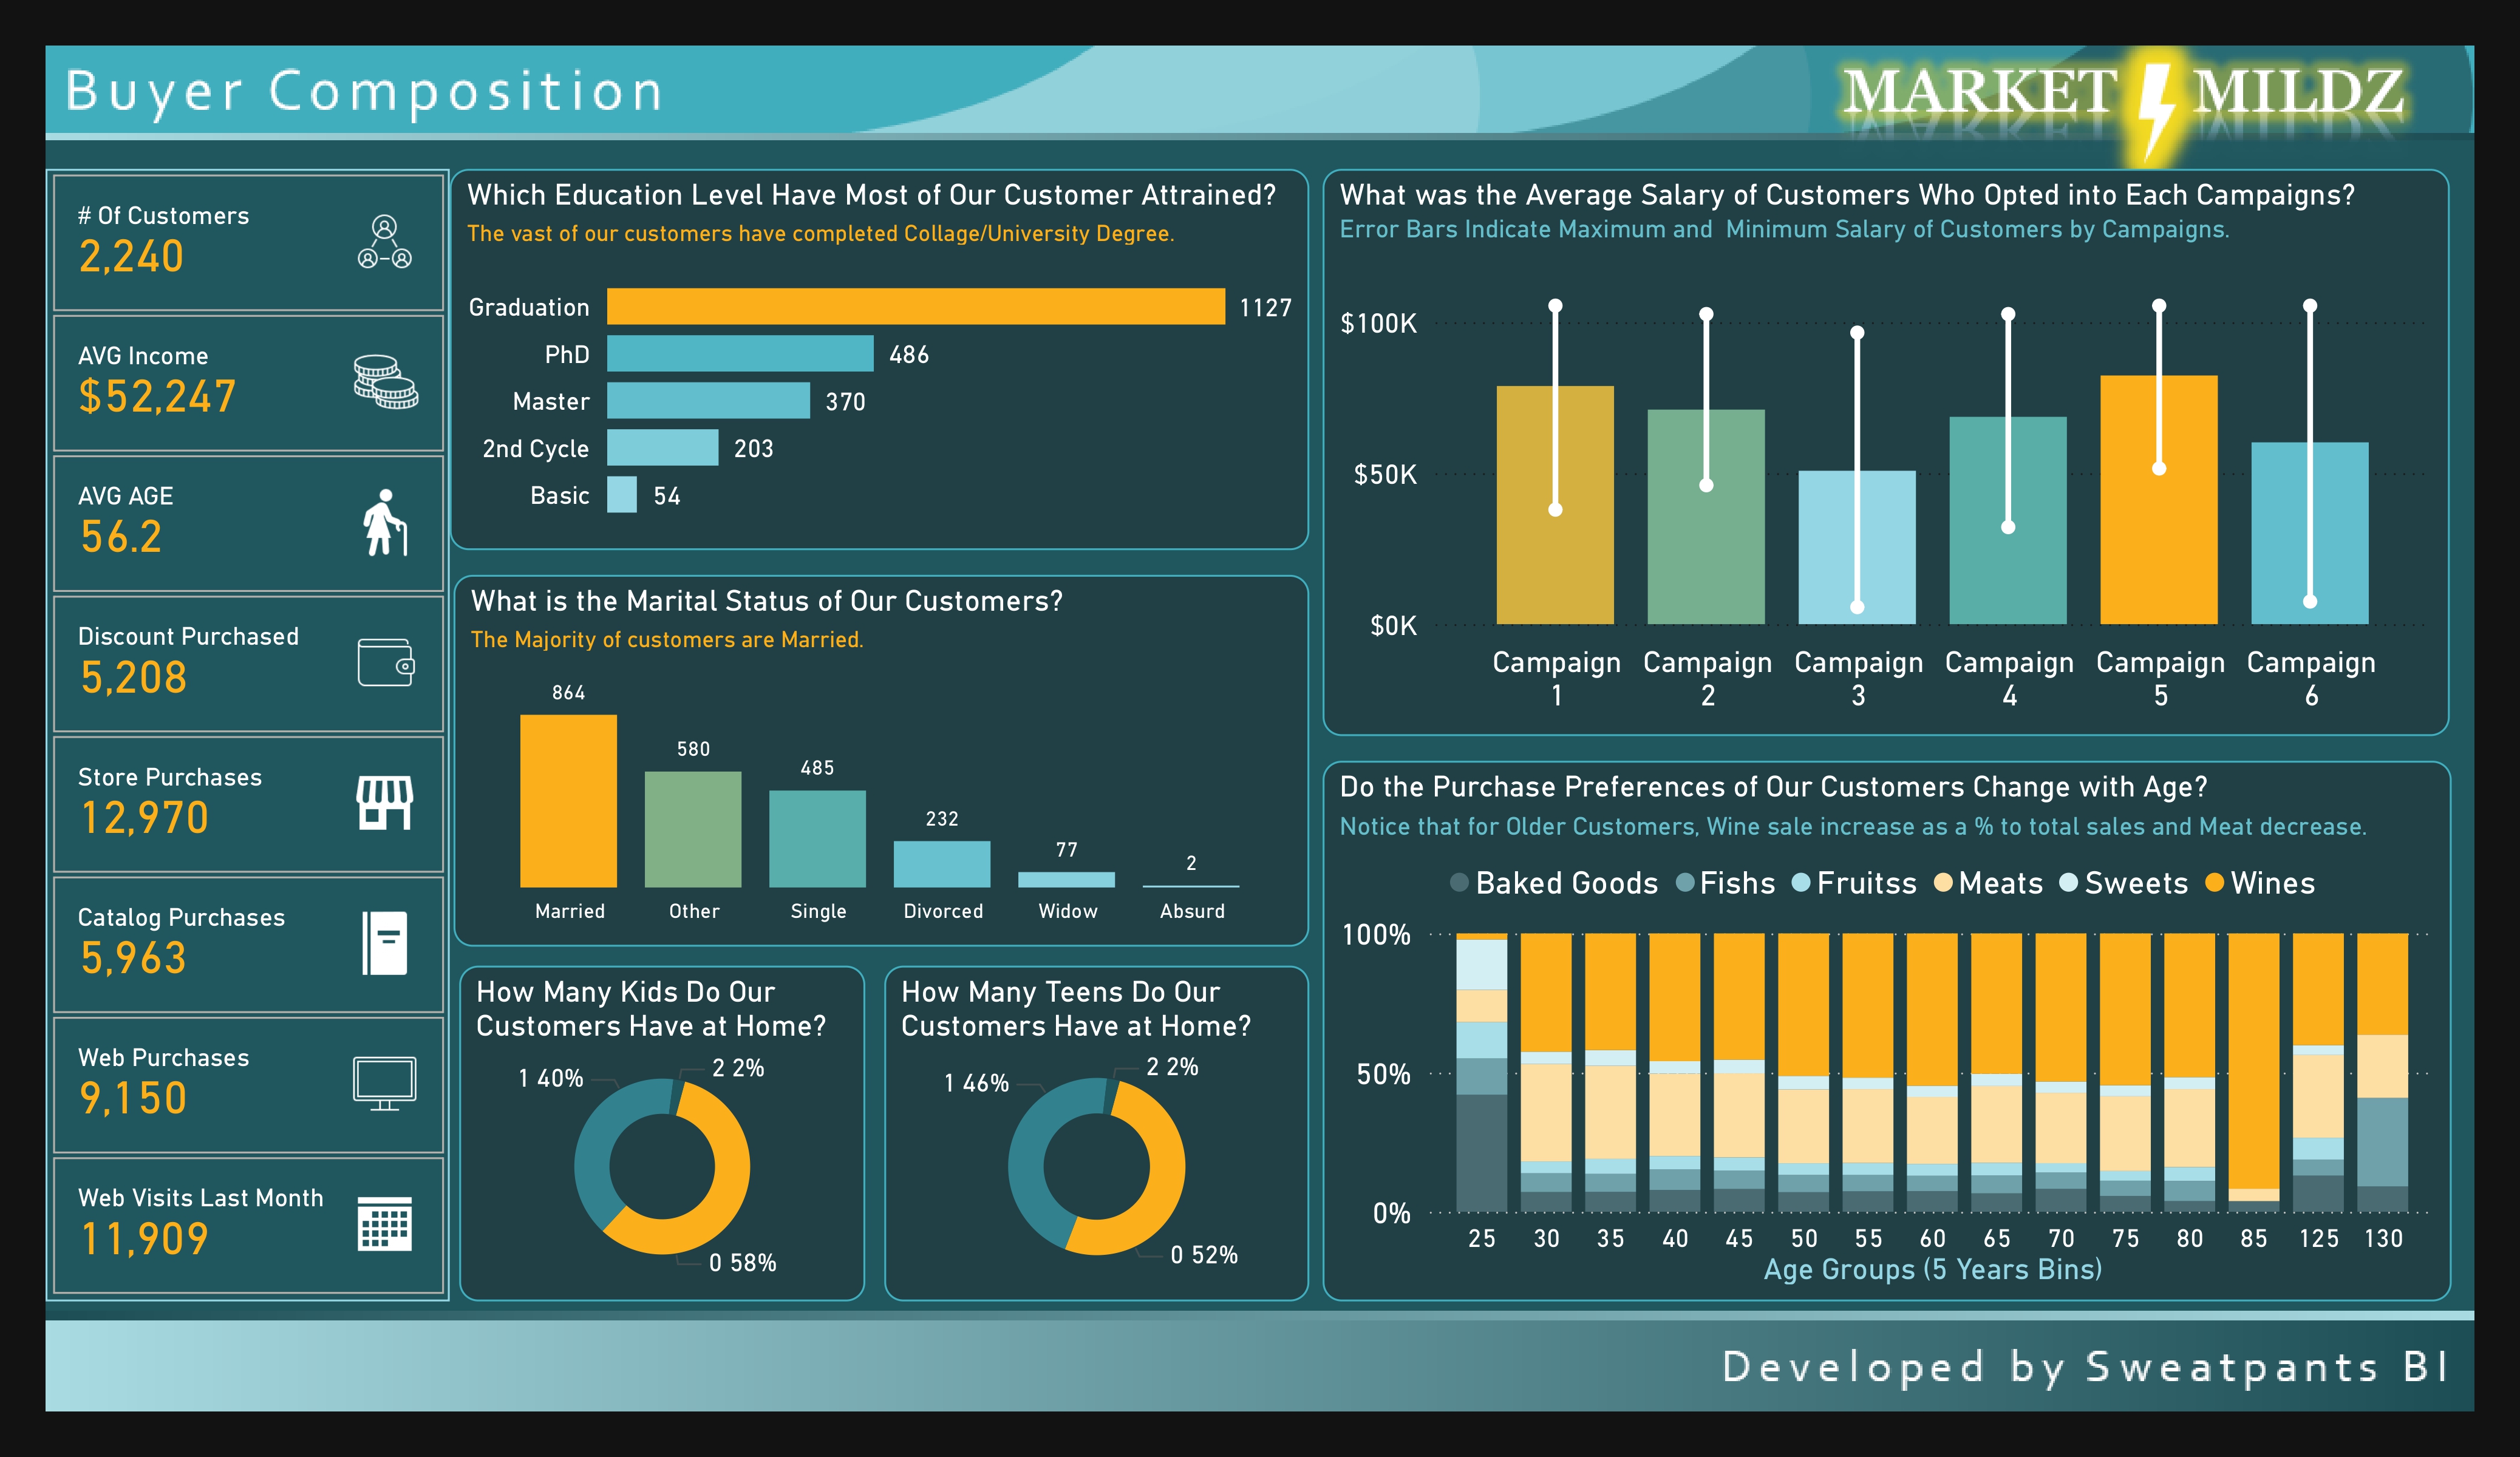 Buyer Composition
MARKET MILDZ
# Of Customers
2,240
AVG Income
$52,247
AVG AGE
56.2
Discount Purchased
5,208
Store Purchases
12,970
Catalog Purchases
5,963
Web Purchases
9,150
Web Visits Last Month
11,909
Which Education Level Have Most of Our Customer Attrained?
The vast of our customers have completed Collage/University Degree.
Graduation 1127
PhD 486
Master 370
2nd Cycle 203
Basic 54
What is the Marital Status of Our Customers?
The Majority of customers are Married.
864 580 485 232 77 2
Married Other Single Divorced Widow Absurd
How Many Kids Do Our
Customers Have at Home?
1 40% 2 2%
0 58%
How Many Teens Do Our
Customers Have at Home?
1 46% 2 2%
0 52%
What was the Average Salary of Customers Who Opted into Each Campaigns?
Error Bars Indicate Maximum and Minimum Salary of Customers by Campaigns.
$100K
$50K
$0K
Campaign Campaign Campaign Campaign Campaign Campaign
1 2 3 4 5 6
Do the Purchase Preferences of Our Customers Change with Age?
Notice that for Older Customers, Wine sale increase as a % to total sales and Meat decrease.
Baked Goods Fishs Fruitss Meats Sweets Wines
100%
50%
0%
25 30 35 40 45 50 55 60 65 70 75 80 85 125 130
Age Groups (5 Years Bins)
Developed by Sweatpants BI